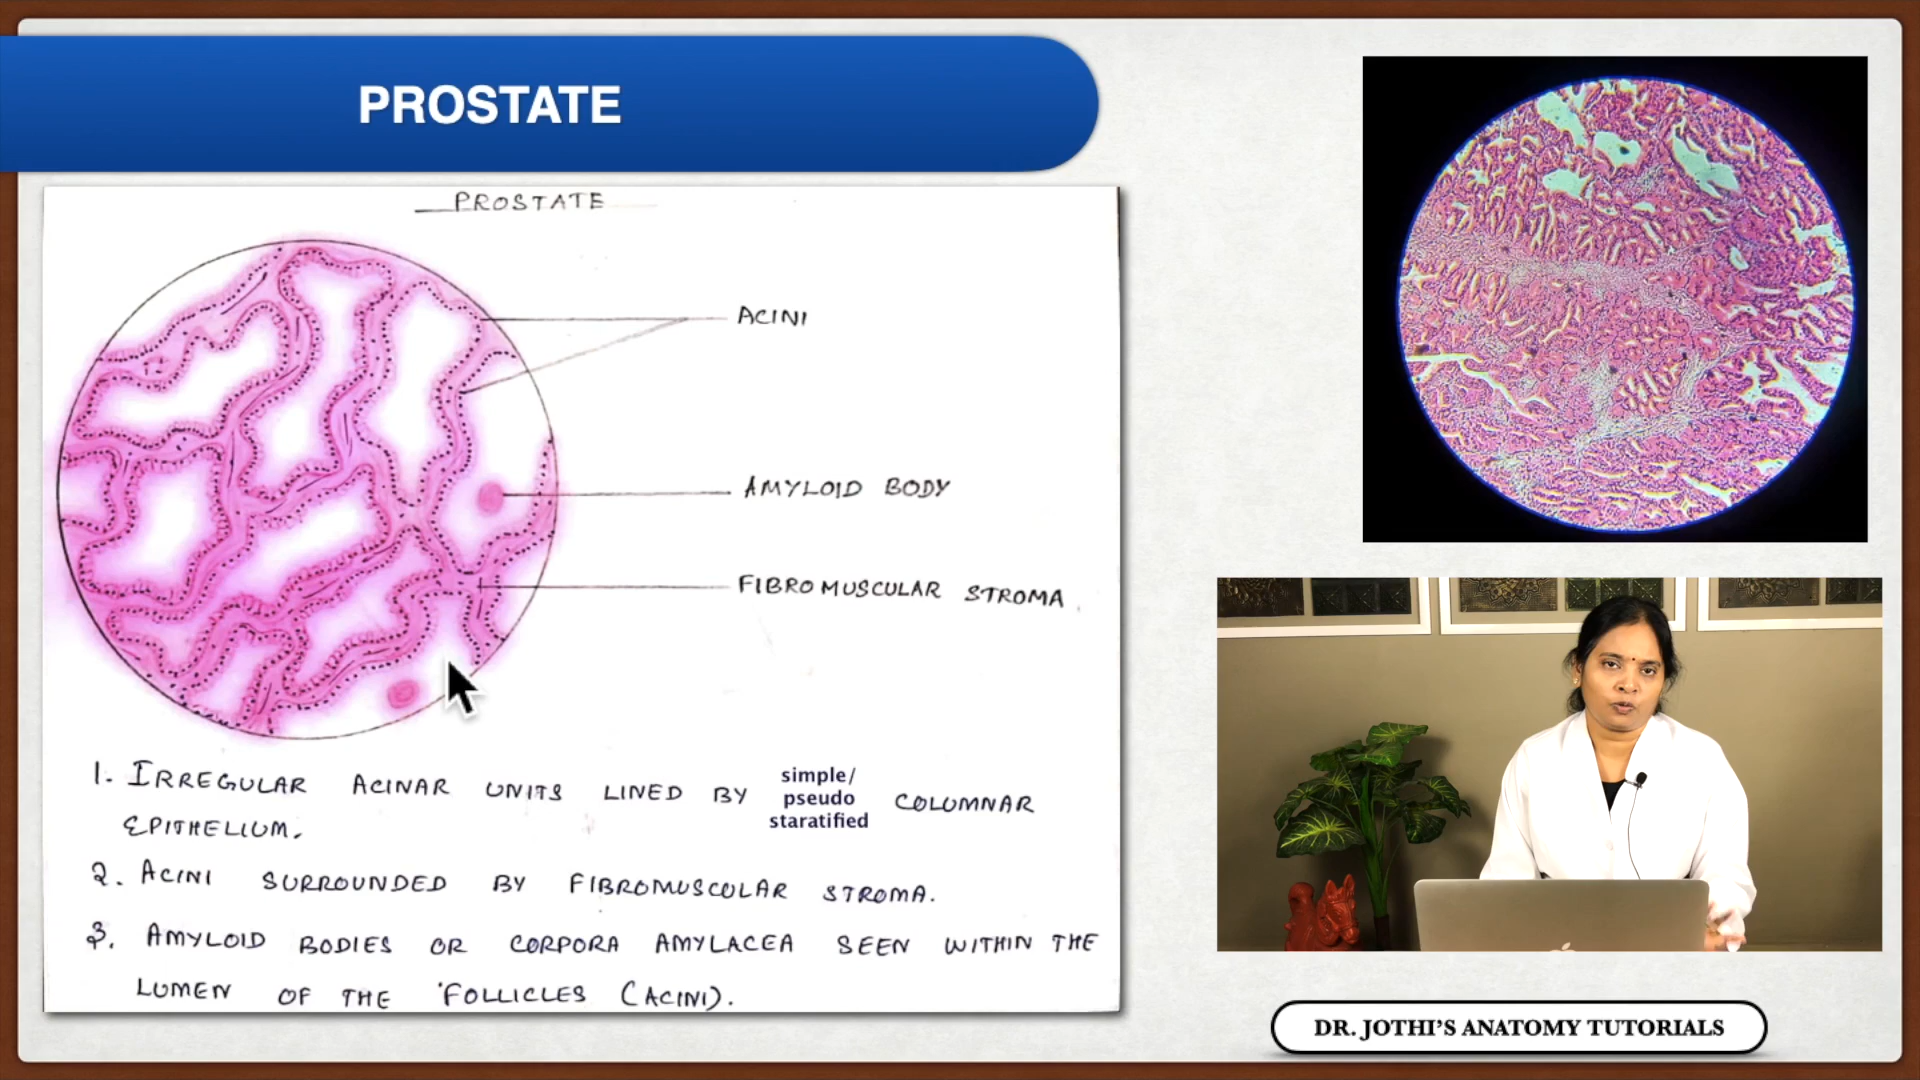 PROSTATE
PROSTATE
ACINI
AMYLOID BODY
FIBROMUSCULAR STROMA
1. IRREGULAR ACINAR UNITS LINED BY simple/ pseudo staratified COLUMNAR
EPITHELIUM.
2. ACINI SURROUNDED BY FIBROMUSCULAR STROMA.
3. AMYLOID BODIES OR CORPORA AMYLACEA SEEN WITHIN THE
LUMEN OF THE FOLLICLES (ACINI).
DR. JOTHI'S ANATOMY TUTORIALS